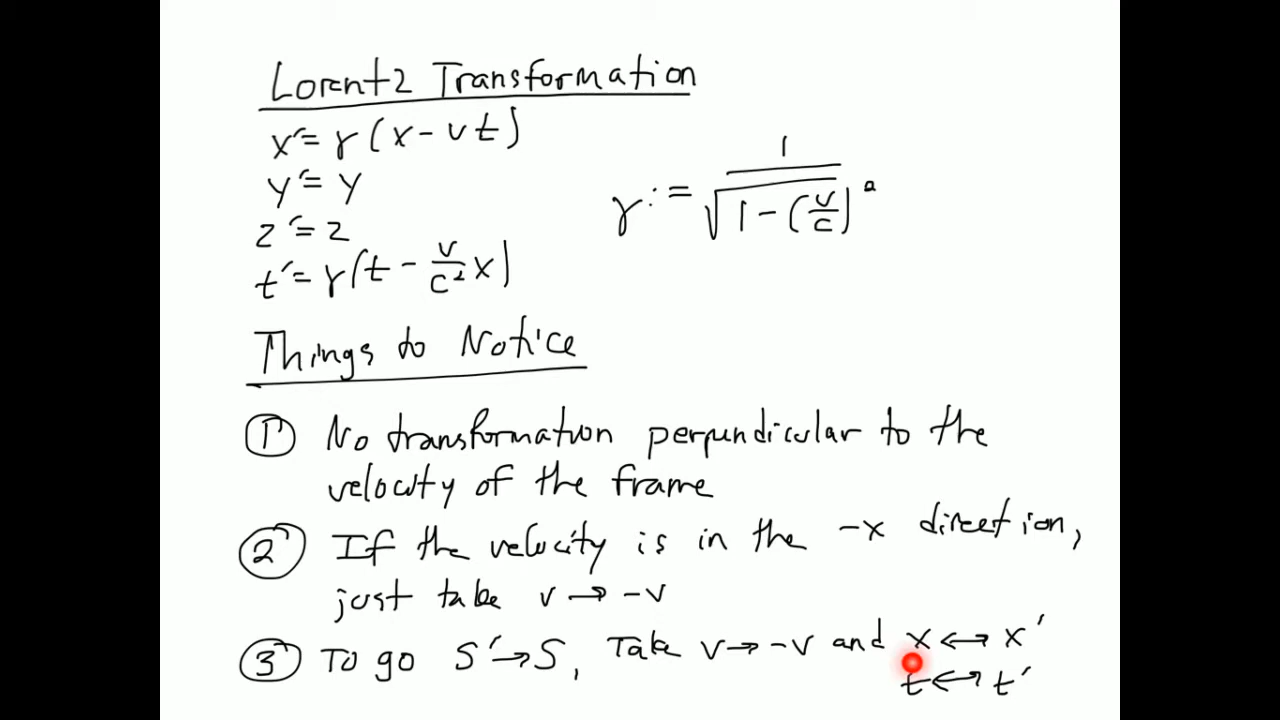 Lorentz Transformation
x′ = γ(x - vt)
y′ = y
z′ = z
t′ = γ(t - v/c² x)
γ := 1/√(1 - (v/c)²)
Things to Notice
① No transformation perpendicular to the
velocity of the frame
② If the velocity is in the -x direction,
just take v → -v
③ To go S′ → S, Take v → -v and x ↔ x′
t ↔ t′